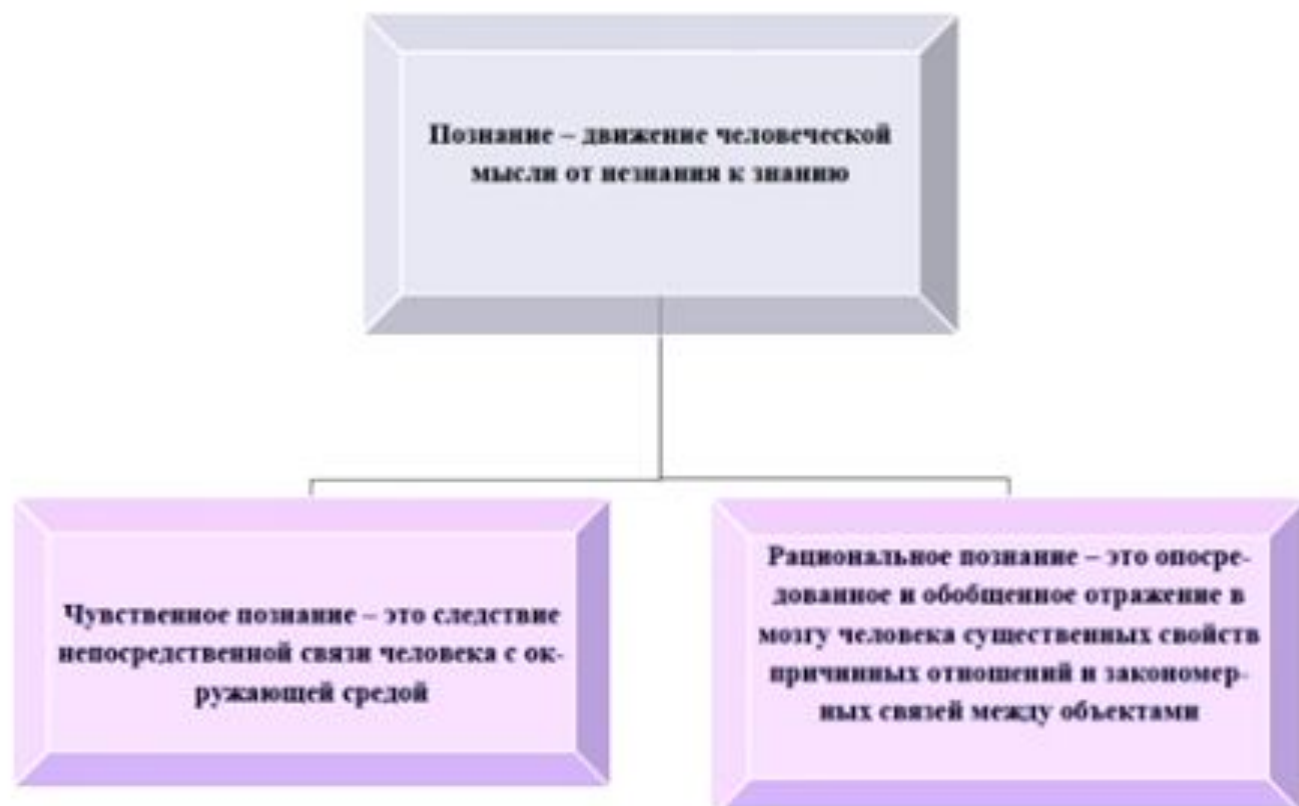 Познание – движение человеческой
мысли от незнания к знанию
Чувственное познание – это следствие
непосредственной связи человека с ок-
ружающей средой
Рациональное познание – это опосре-
дованное и обобщенное отражение в
мозгу человека существенных свойств
причинных отношений и закономер-
ных связей между объектами